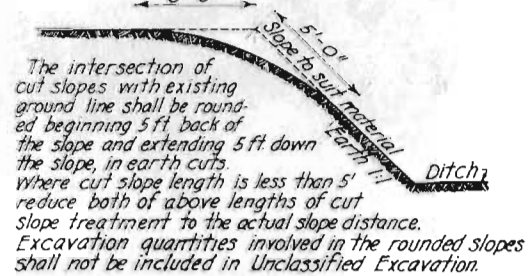 5'-0"
Slope to suit material
Earth 1:1
Ditch
The intersection of
cut slopes with existing
ground line shall be round-
ed beginning 5 ft back of
the slope and extending 5 ft down
the slope, in earth cuts.
Where cut slope length is less than 5'
reduce both of above lengths of cut
slope treatment to the actual slope distance.
Excavation quantities involved in the rounded slopes
shall not be included in Unclassified Excavation.